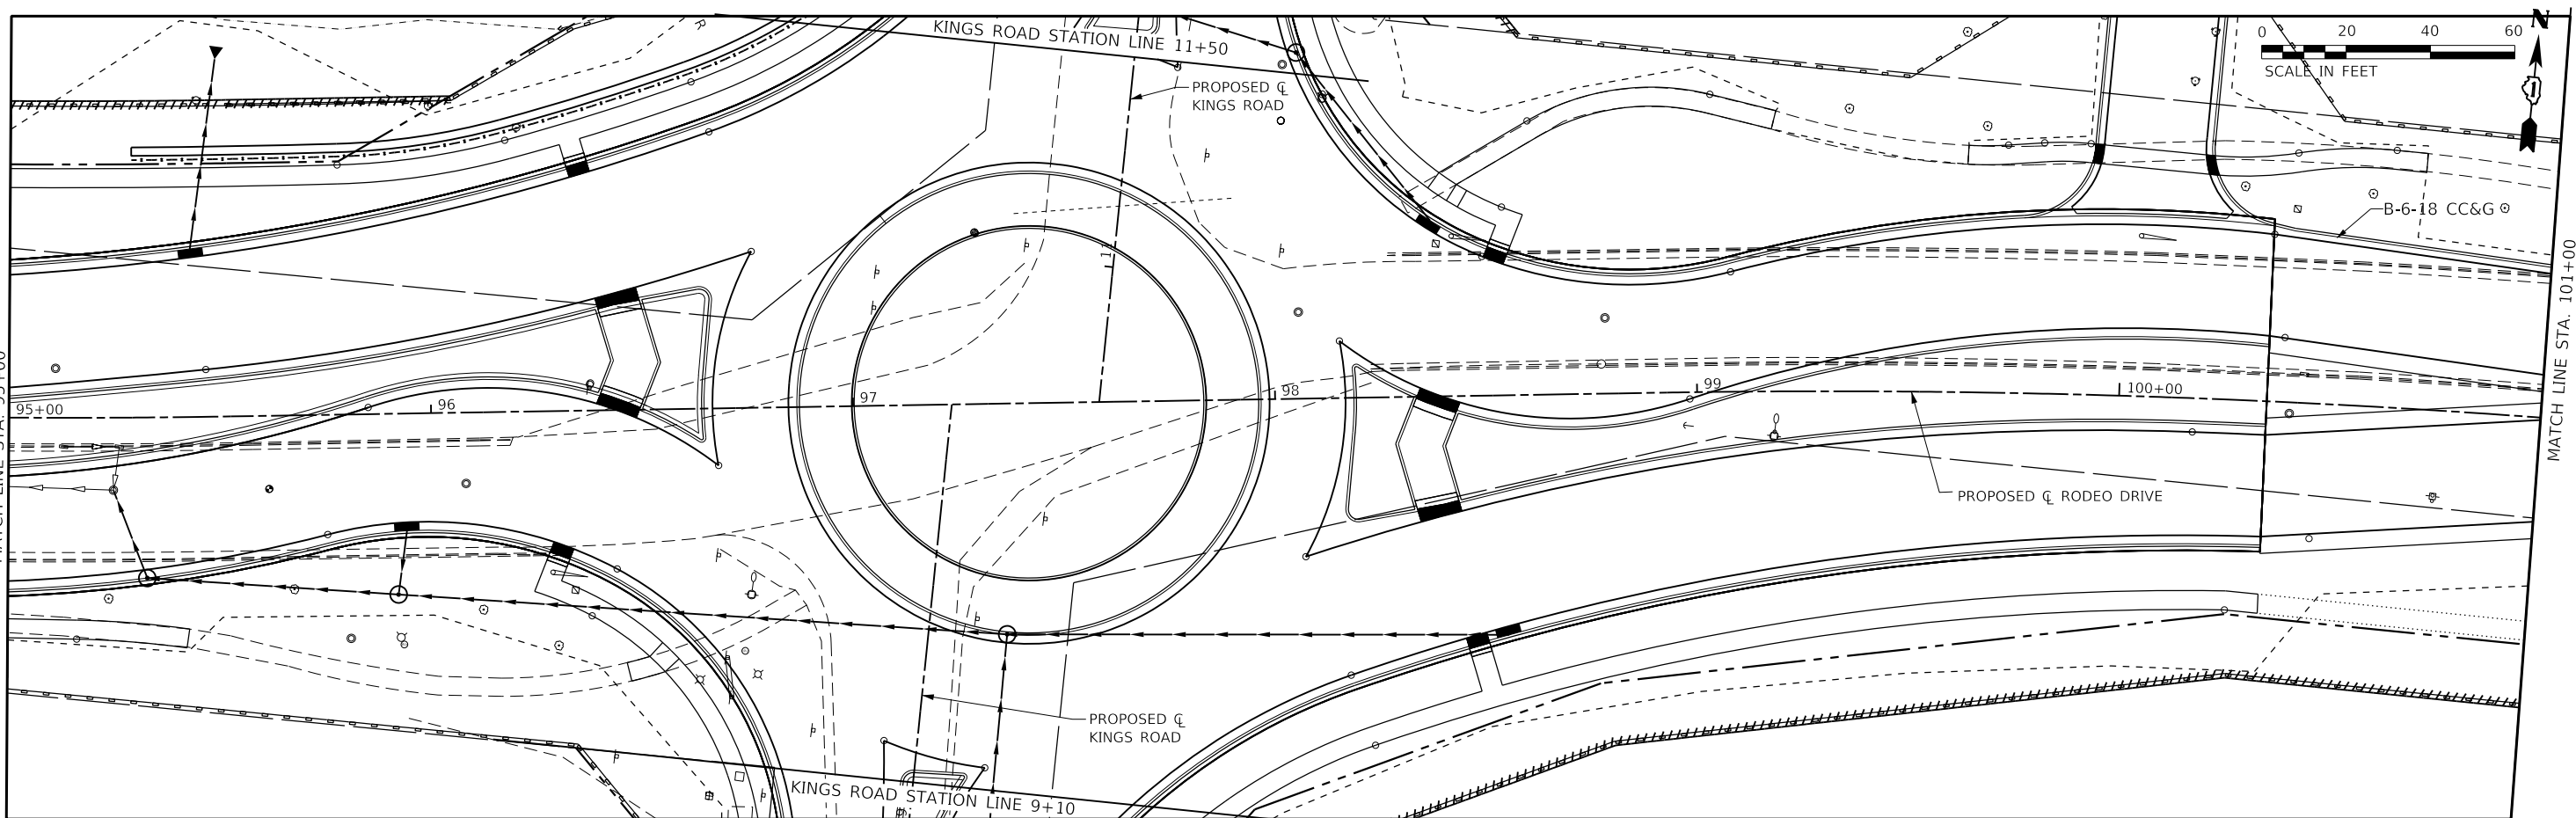 KINGS ROAD STATION LINE 11+50
N
0 20 40 60
SCALE IN FEET
PROPOSED ℄
KINGS ROAD
B-6-18 CC&G
11
MATCH LINE STA. 101+00
95+00
96
97
98
99
100+00
PROPOSED ℄ RODEO DRIVE
PROPOSED ℄
KINGS ROAD
KINGS ROAD STATION LINE 9+10